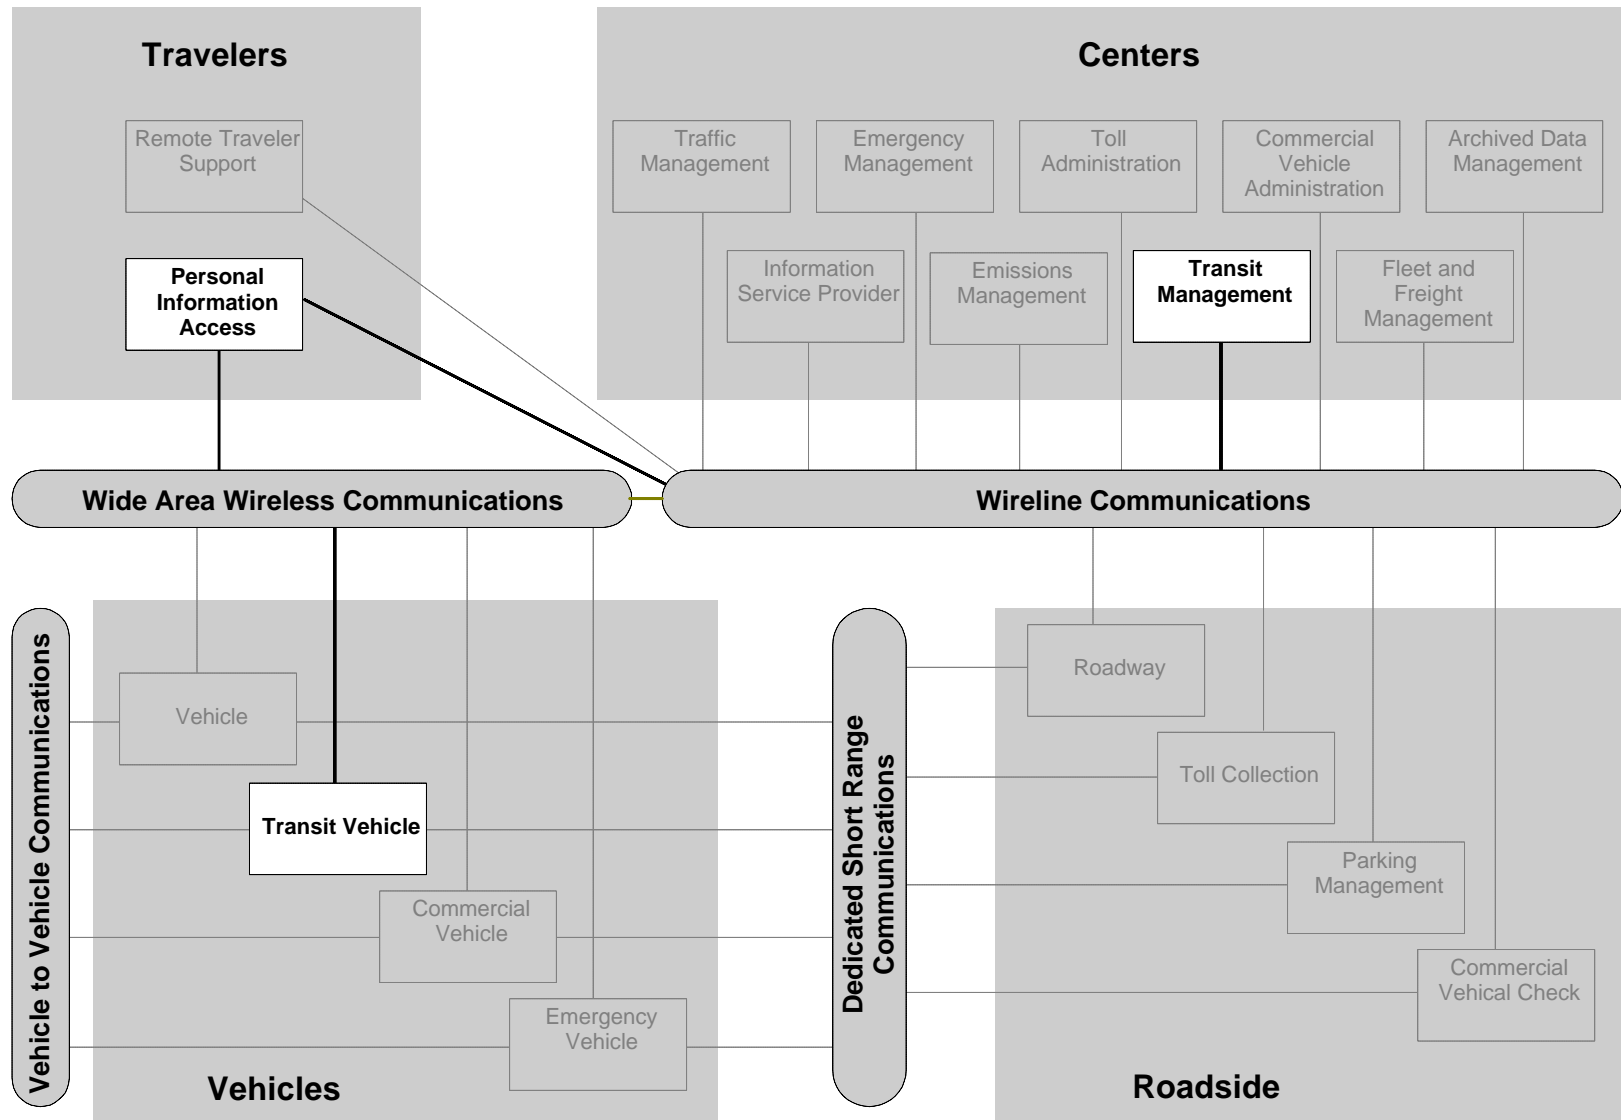 Travelers
Centers
Remote Traveler
Support
Traffic
Management
Emergency
Management
Toll
Administration
Commercial
Vehicle
Administration
Archived Data
Management
Personal
Information
Access
Information
Service Provider
Emissions
Management
Transit
Management
Fleet and
Freight
Management
Wide Area Wireless Communications
Wireline Communications
Vehicle to Vehicle Communications
Vehicle
Transit Vehicle
Commercial
Vehicle
Emergency
Vehicle
Vehicles
Dedicated Short Range
Communications
Roadway
Toll Collection
Parking
Management
Commercial
Vehical Check
Roadside